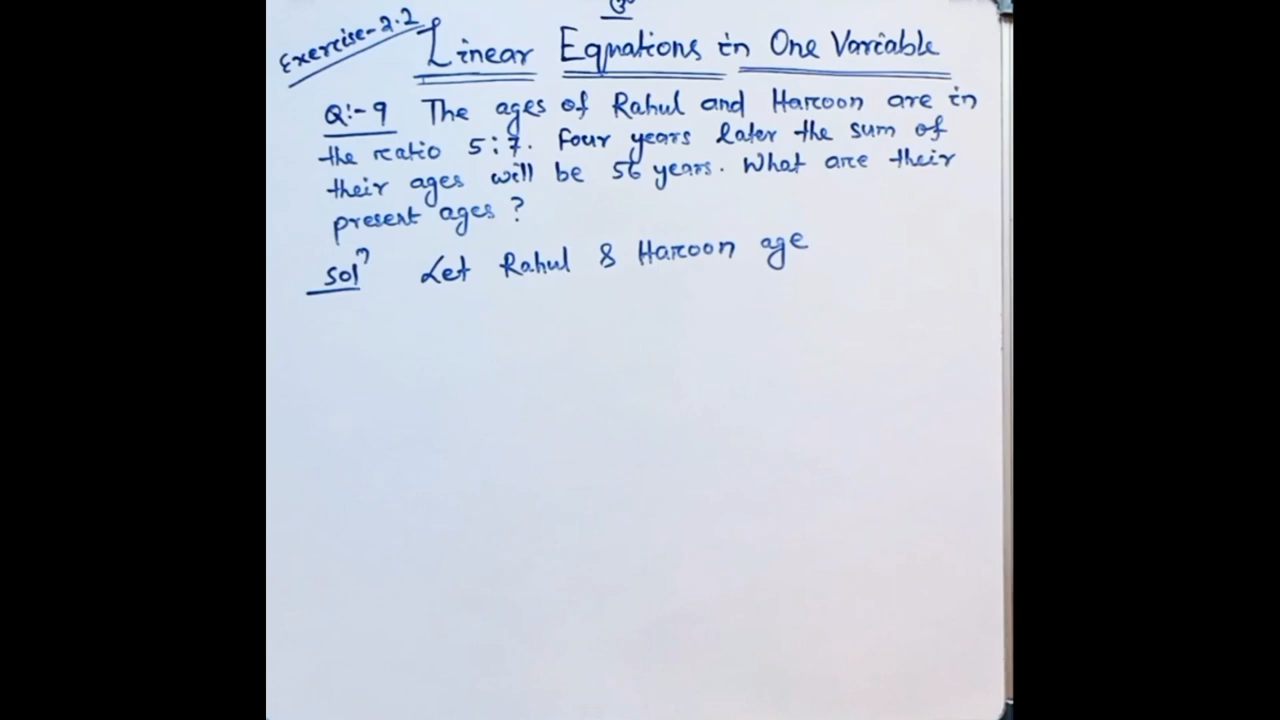 Exercise-2.2
Linear Equations in One Variable
Q:-9 The ages of Rahul and Haroon are in
the ratio 5:7. Four years later the sum of
their ages will be 56 years. What are their
present ages?
Solⁿ Let Rahul & Haroon age